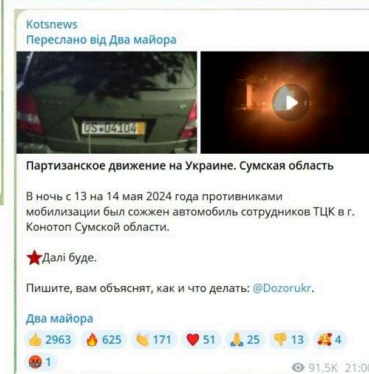 Kotsnews
Переслано від Два майора
OS·04104
Партизанское движение на Украине. Сумская область
В ночь с 13 на 14 мая 2024 года противниками
мобилизации был сожжен автомобиль сотрудников ТЦК в г.
Конотоп Сумской области.
Далі буде.
Пишите, вам объяснят, как и что делать: @Dozorukr.
Два майора
2963 625 171 51 25 13 4
1
91.5K